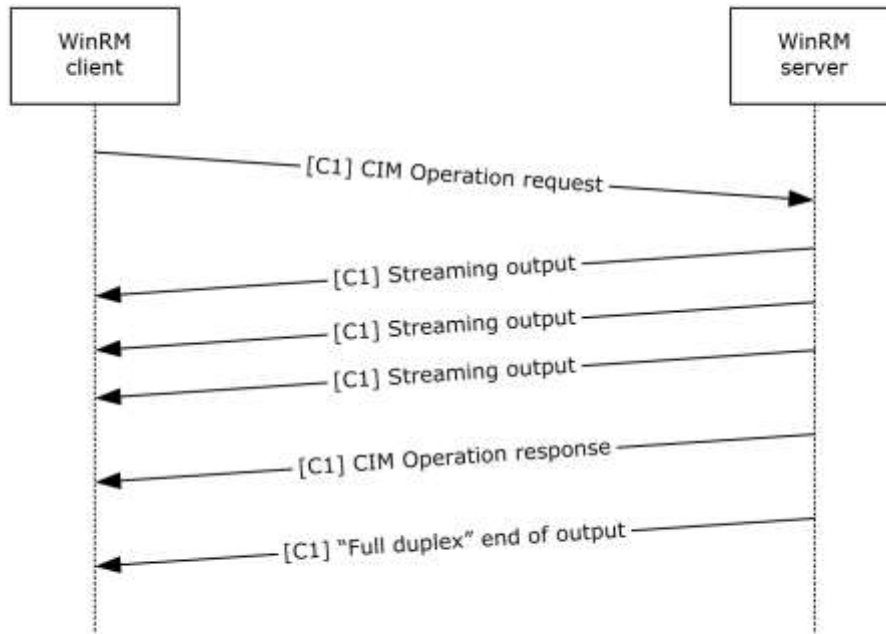 WinRM
client
WinRM
server
[C1] CIM Operation request
[C1] Streaming output
[C1] Streaming output
[C1] Streaming output
[C1] CIM Operation response
[C1] “Full duplex” end of output